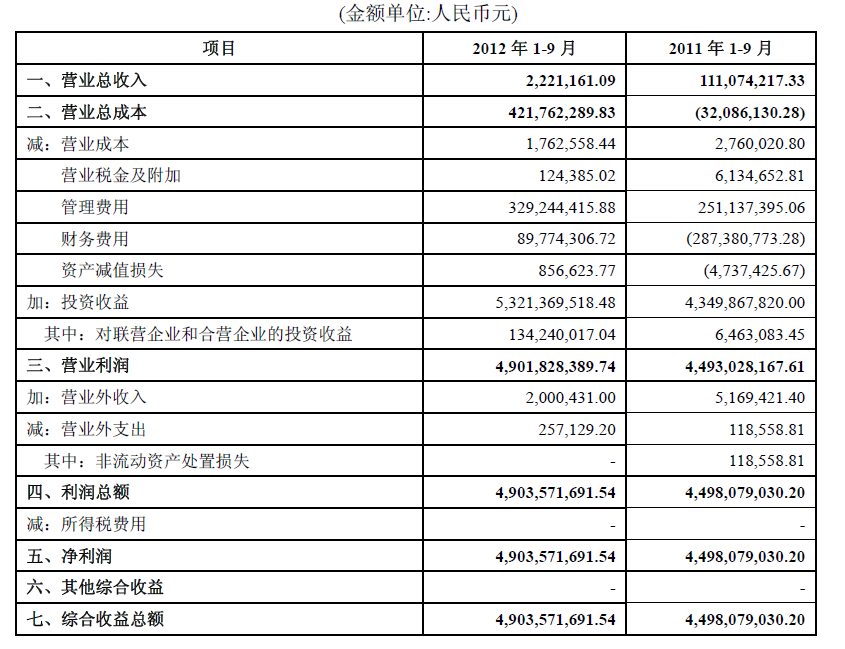 (金额单位:人民币元)
项目 2012 年 1-9 月 2011 年 1-9 月
一、营业总收入 2,221,161.09 111,074,217.33
二、营业总成本 421,762,289.83 (32,086,130.28)
减：营业成本 1,762,558.44 2,760,020.80
营业税金及附加 124,385.02 6,134,652.81
管理费用 329,244,415.88 251,137,395.06
财务费用 89,774,306.72 (287,380,773.28)
资产减值损失 856,623.77 (4,737,425.67)
加：投资收益 5,321,369,518.48 4,349,867,820.00
其中：对联营企业和合营企业的投资收益 134,240,017.04 6,463,083.45
三、营业利润 4,901,828,389.74 4,493,028,167.61
加：营业外收入 2,000,431.00 5,169,421.40
减：营业外支出 257,129.20 118,558.81
其中：非流动资产处置损失 - 118,558.81
四、利润总额 4,903,571,691.54 4,498,079,030.20
减：所得税费用 - -
五、净利润 4,903,571,691.54 4,498,079,030.20
六、其他综合收益 - -
七、综合收益总额 4,903,571,691.54 4,498,079,030.20